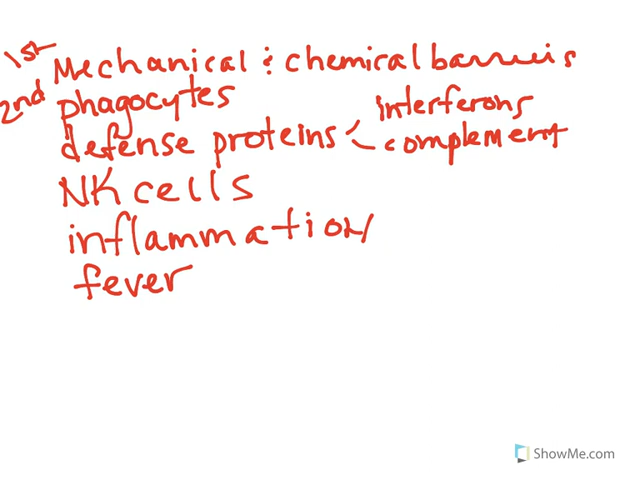 1st Mechanical & chemical barriers
2nd phagocytes
defense proteins < interferons
complement
NK cells
inflammation
fever
ShowMe.com